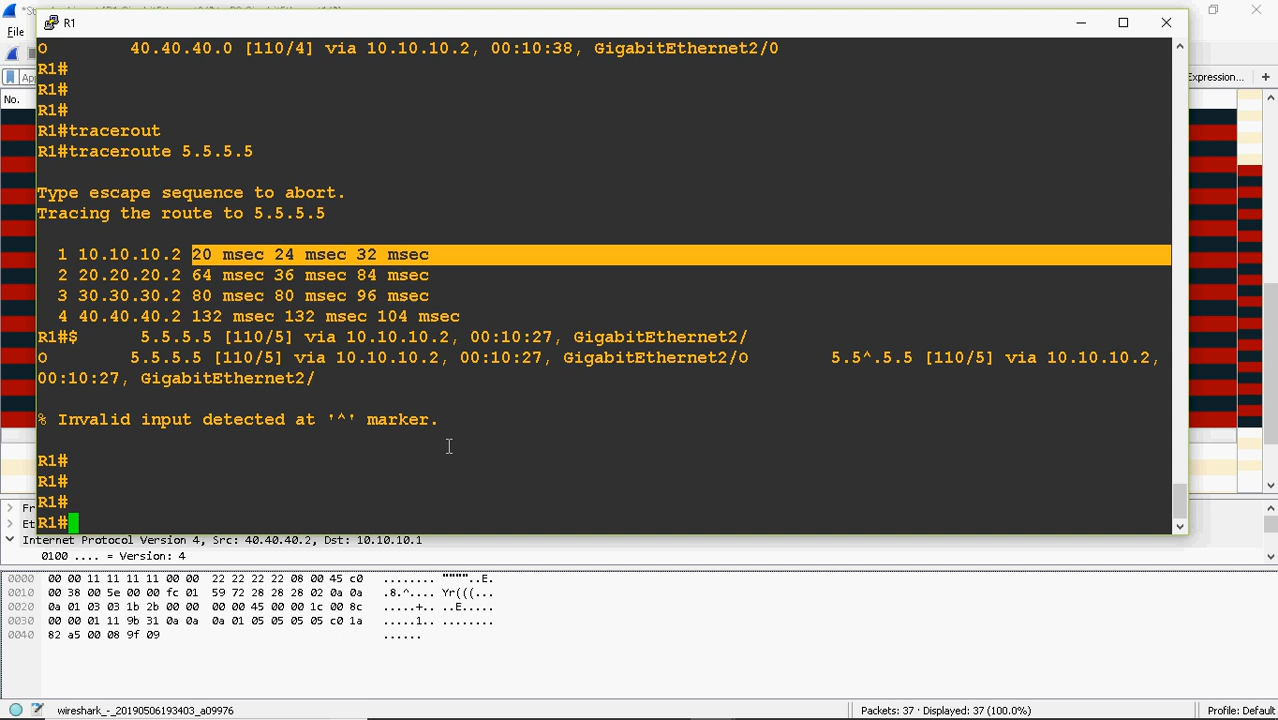 R1
File
Ap
Expression...
+
No.
O         40.40.40.0 [110/4] via 10.10.10.2, 00:10:38, GigabitEthernet2/0
R1#
R1#
R1#
R1#tracerout
R1#traceroute 5.5.5.5
Type escape sequence to abort.
Tracing the route to 5.5.5.5
1 10.10.10.2 20 msec 24 msec 32 msec
2 20.20.20.2 64 msec 36 msec 84 msec
3 30.30.30.2 80 msec 80 msec 96 msec
4 40.40.40.2 132 msec 132 msec 104 msec
R1#$      5.5.5.5 [110/5] via 10.10.10.2, 00:10:27, GigabitEthernet2/
O        5.5.5.5 [110/5] via 10.10.10.2, 00:10:27, GigabitEthernet2/O        5.5^.5.5 [110/5] via 10.10.10.2,
00:10:27, GigabitEthernet2/
% Invalid input detected at '^' marker.
R1#
R1#
R1#
R1#
Fr
Et
Internet Protocol Version 4, Src: 40.40.40.2, Dst: 10.10.10.1
0100 .... = Version: 4
0000 00 00 11 11 11 11 00 00 22 22 22 22 08 00 45 c0 ........ """"..E.
0010 00 38 00 5e 00 00 fc 01 59 72 28 28 28 02 0a 0a .8.^.... Yr(((...
0020 0a 01 03 03 1b 2b 00 00 00 00 45 00 00 1c 00 8c .....+.. ..E.....
0030 00 00 01 11 9b 31 0a 0a 0a 01 05 05 05 05 c0 1a .....1.. ........
0040 82 a5 00 08 9f 09 ......
wireshark_-_20190506193403_a09976
Packets: 37 · Displayed: 37 (100.0%)
Profile: Default